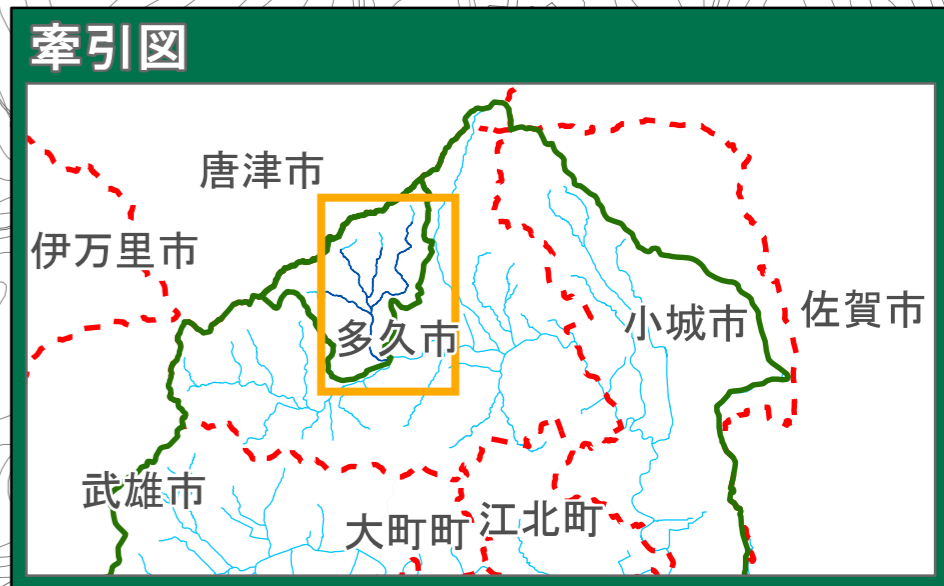 牽引図
唐津市
伊万里市
佐賀市
小城市
多久市
武雄市
大町町
江北町